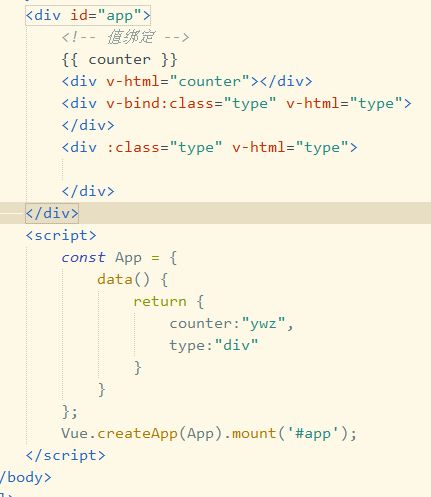 <div id="app">
<!-- 值绑定 -->
{{ counter }}
<div v-html="counter"></div>
<div v-bind:class="type" v-html="type">
</div>
<div :class="type" v-html="type">
</div>
</div>
<script>
const App = {
data() {
return {
counter:"ywz",
type:"div"
}
}
};
Vue.createApp(App).mount('#app');
</script>
/body>